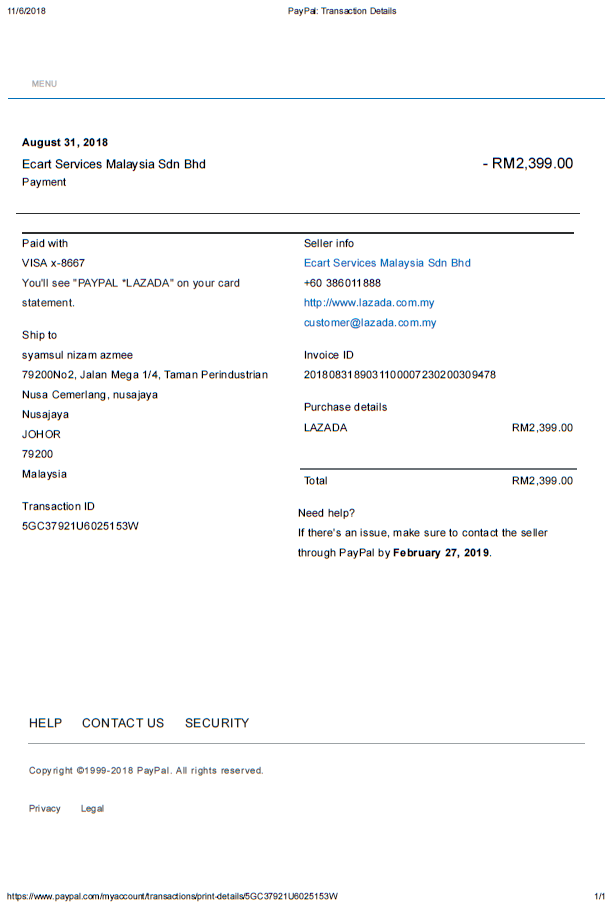 11/6/2018 PayPal: Transaction Details
MENU
August 31, 2018
Ecart Services Malaysia Sdn Bhd - RM2,399.00
Payment
Paid with
VISA x-8667
You'll see "PAYPAL *LAZADA" on your card
statement.
Ship to
syamsul nizam azmee
79200No2, Jalan Mega 1/4, Taman Perindustrian
Nusa Cemerlang, nusajaya
Nusajaya
JOHOR
79200
Malaysia
Transaction ID
5GC37921U6025153W
Seller info
Ecart Services Malaysia Sdn Bhd
+60 386011888
http://www.lazada.com.my
customer@lazada.com.my
Invoice ID
2018083189031100007230200309478
Purchase details
LAZADA RM2,399.00
Total RM2,399.00
Need help?
If there's an issue, make sure to contact the seller
through PayPal by February 27, 2019.
HELP CONTACT US SECURITY
Copyright ©1999-2018 PayPal. All rights reserved.
Privacy Legal
https://www.paypal.com/myaccount/transactions/print-details/5GC37921U6025153W 1/1